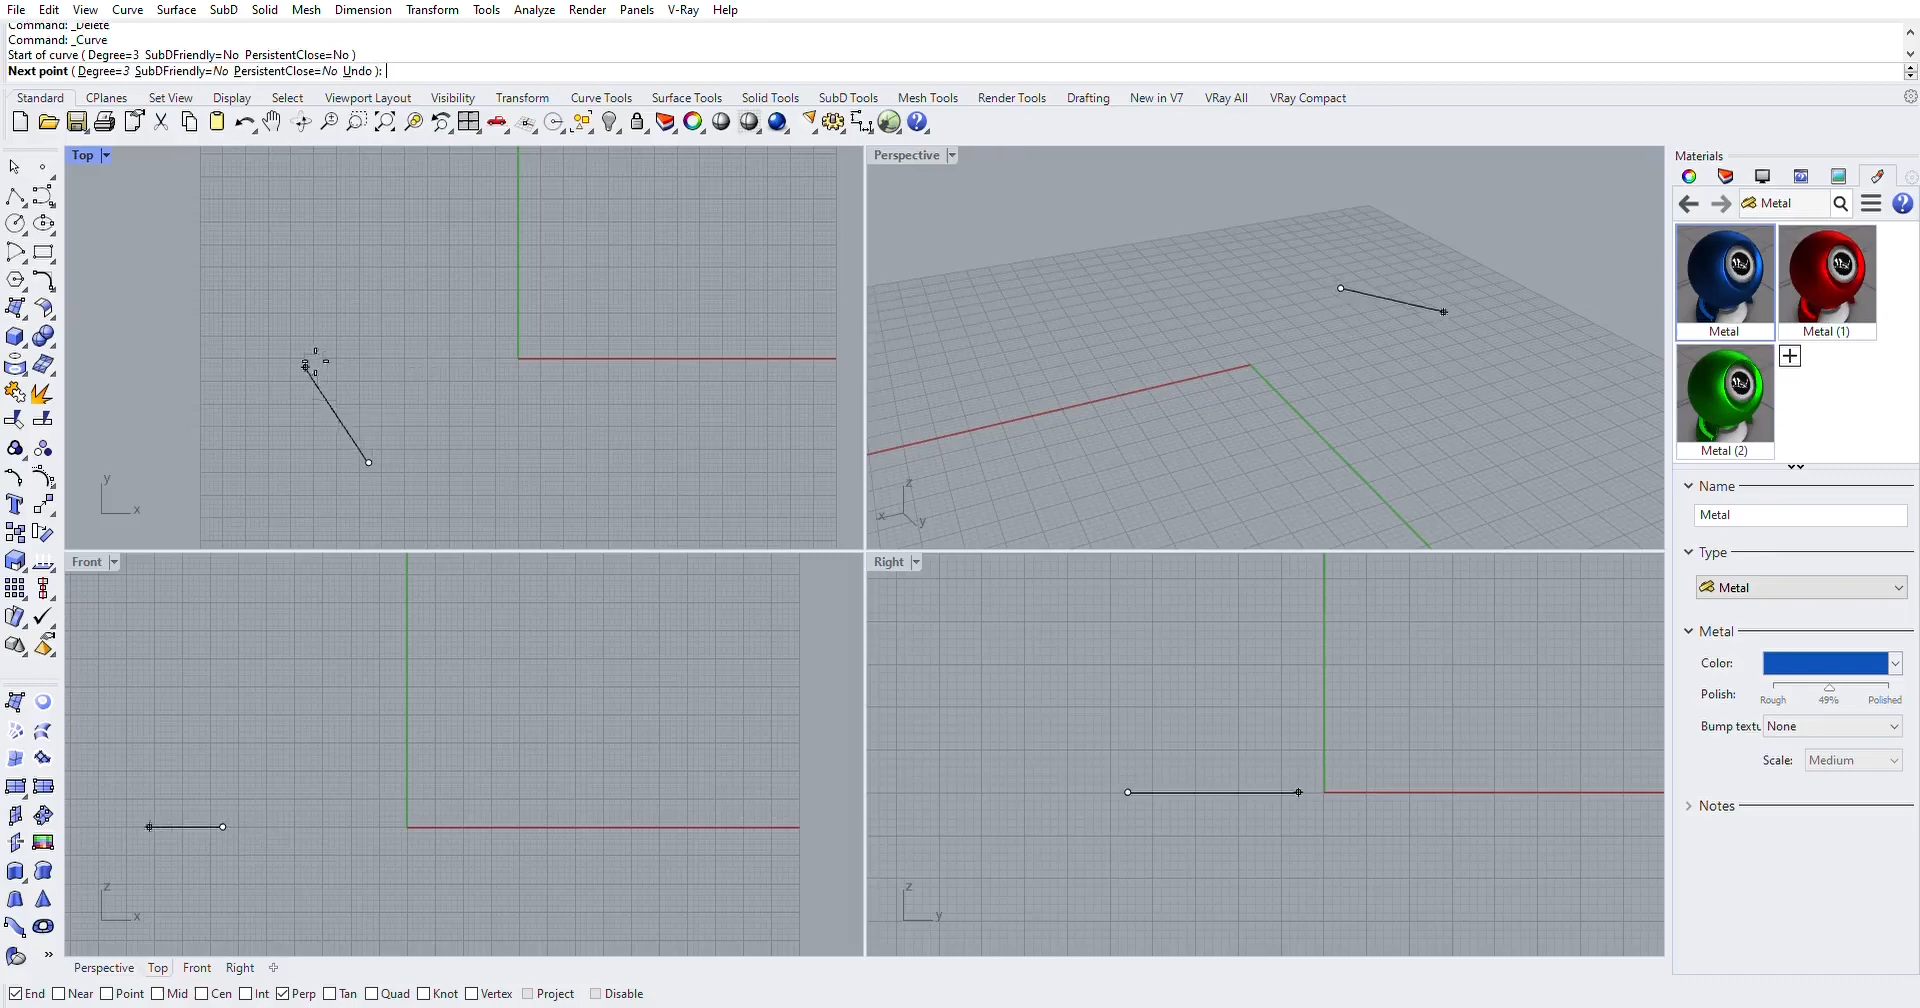 File Edit View Curve Surface SubD Solid Mesh Dimension Transform Tools Analyze Render Panels V-Ray Help
Command: _Delete
Command: _Curve
Start of curve ( Degree=3 SubDFriendly=No PersistentClose=No )
Next point ( Degree=3 SubDFriendly=No PersistentClose=No Undo ):
Standard CPlanes Set View Display Select Viewport Layout Visibility Transform Curve Tools Surface Tools Solid Tools SubD Tools Mesh Tools Render Tools Drafting New in V7 VRay All VRay Compact
Top
Perspective
Materials
Metal
Metal Metal (1)
Metal (2)
y
x
z
x
y
Name
Metal
Type
Metal
Front
Right
Metal
Color:
Polish:
Rough 49% Polished
Bump textu None
Scale: Medium
Notes
z
x
z
y
Perspective Top Front Right
End Near Point Mid Cen Int Perp Tan Quad Knot Vertex Project Disable